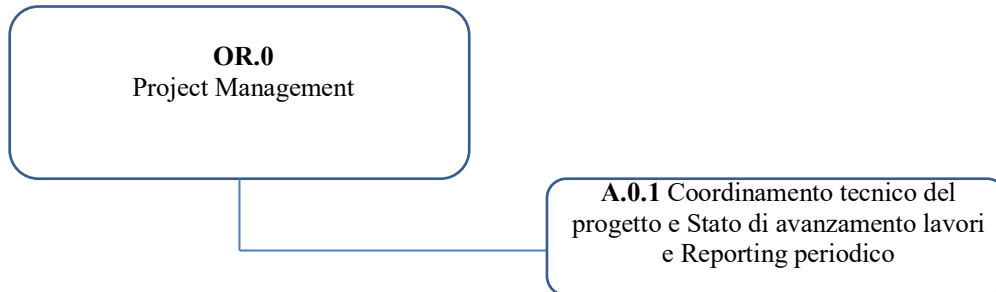 OR.0
Project Management
A.0.1 Coordinamento tecnico del
progetto e Stato di avanzamento lavori
e Reporting periodico